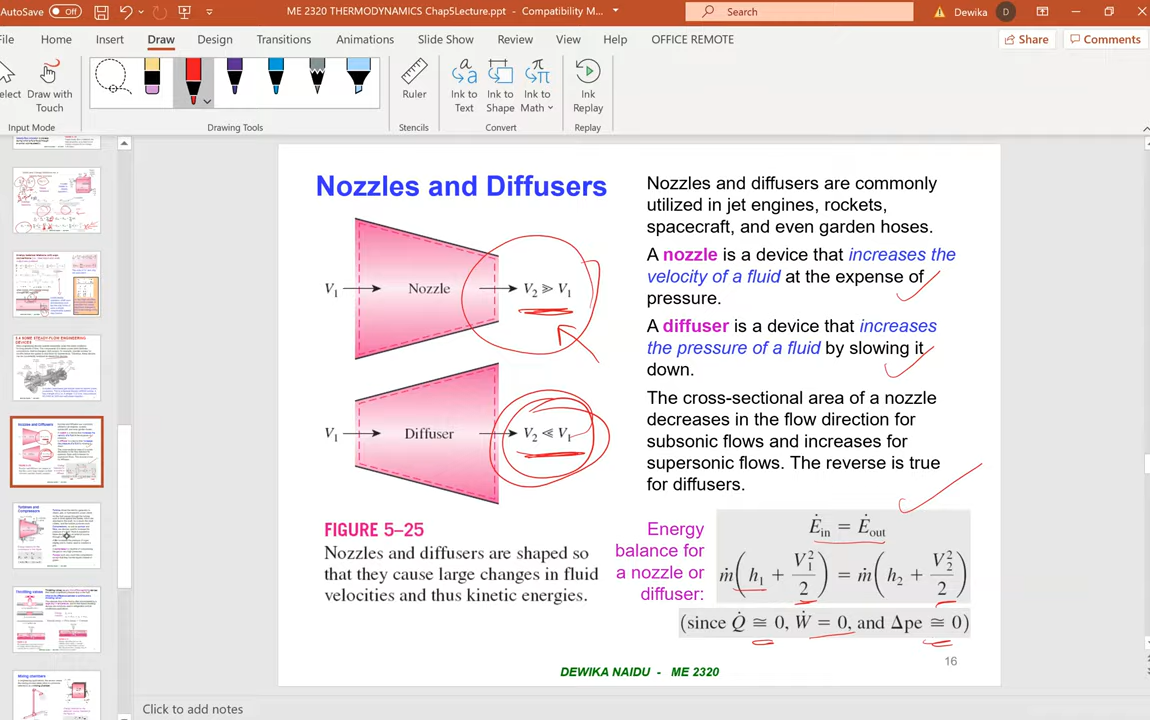 AutoSave Off ME 2320 THERMODYNAMICS Chap5Lecture.ppt - Compatibility M... Search Dewika D
File Home Insert Draw Design Transitions Animations Slide Show Review View Help OFFICE REMOTE Share Comments
Select
Draw with
Touch
Ruler
Ink to
Text
Ink to
Shape
Ink to
Math
Ink
Replay
Input Mode Drawing Tools Stencils Convert Replay
Nozzles and Diffusers
V1 Nozzle V2 ≫ V1
V1 Diffuser V2 ≪ V1
FIGURE 5–25
Nozzles and diffusers are shaped so
that they cause large changes in fluid
velocities and thus kinetic energies.
Nozzles and diffusers are commonly
utilized in jet engines, rockets,
spacecraft, and even garden hoses.
A nozzle is a device that increases the
velocity of a fluid at the expense of
pressure.
A diffuser is a device that increases
the pressure of a fluid by slowing it
down.
The cross-sectional area of a nozzle
decreases in the flow direction for
subsonic flows and increases for
supersonic flows. The reverse is true
for diffusers.
Energy
balance for
a nozzle or
diffuser:
Ėin = Ėout
ṁ(h1 + V1²/2) = ṁ(h2 + V2²/2)
(since Q̇ ≅ 0, Ẇ = 0, and Δpe ≅ 0)
DEWIKA NAIDU - ME 2320
16
Click to add notes